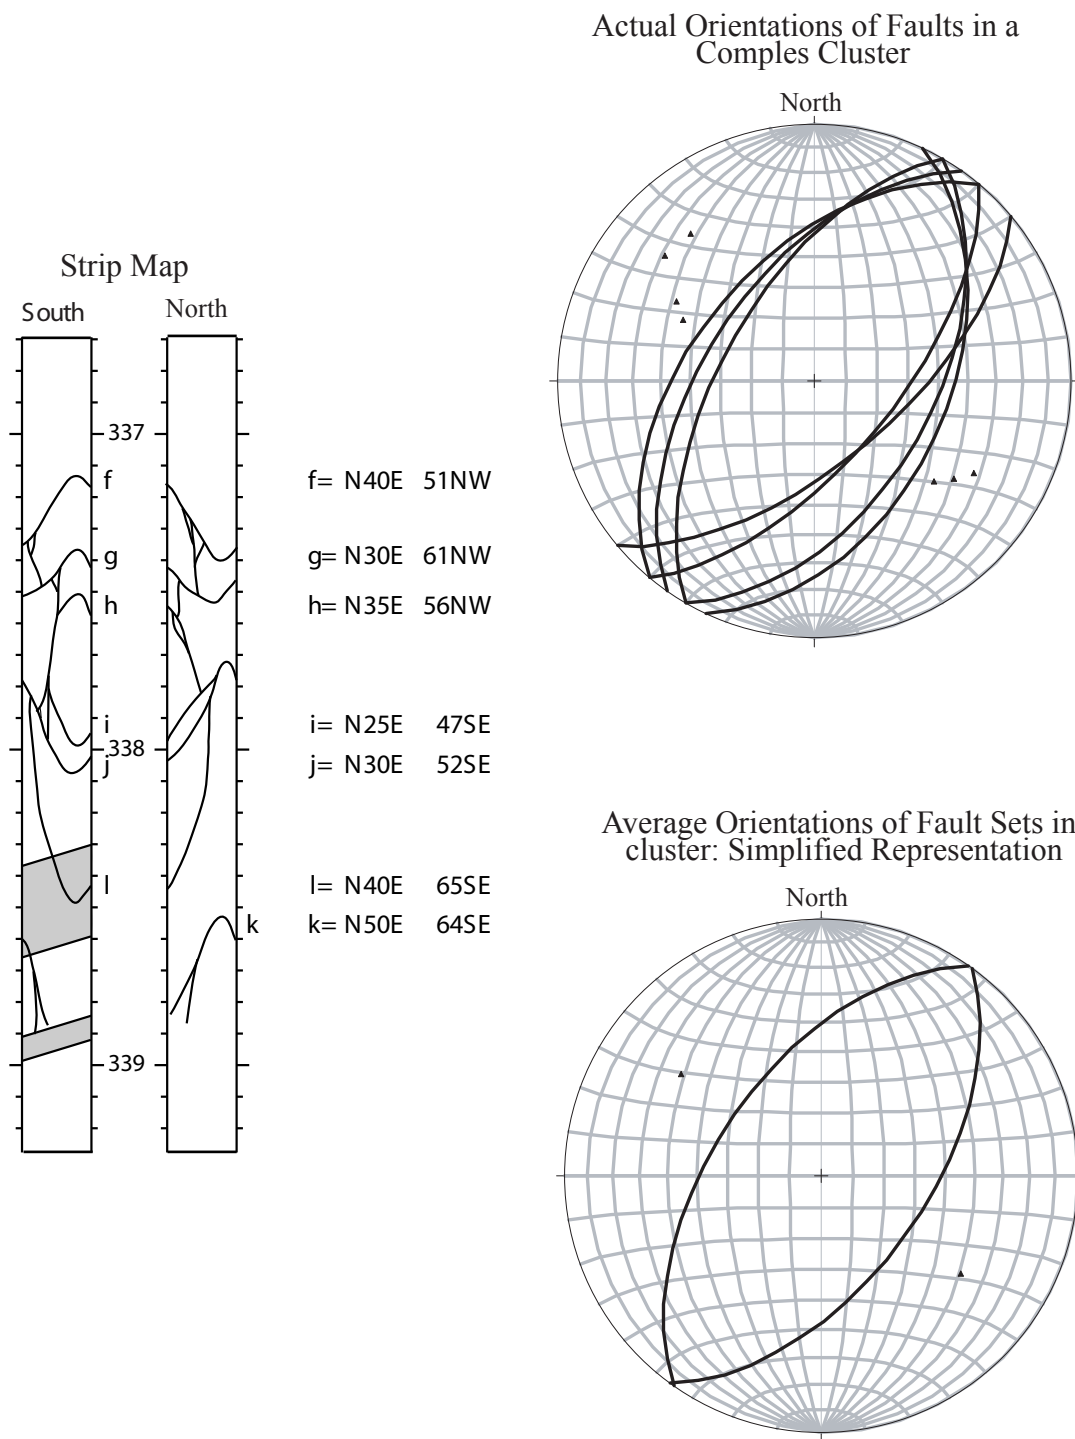 Actual Orientations of Faults in a
Comples Cluster
North
Strip Map
South
North
337
f
f= N40E 51NW
g
g= N30E 61NW
h
h= N35E 56NW
i
i= N25E 47SE
338
j
j= N30E 52SE
l
l= N40E 65SE
k
k= N50E 64SE
339
Average Orientations of Fault Sets in
cluster: Simplified Representation
North